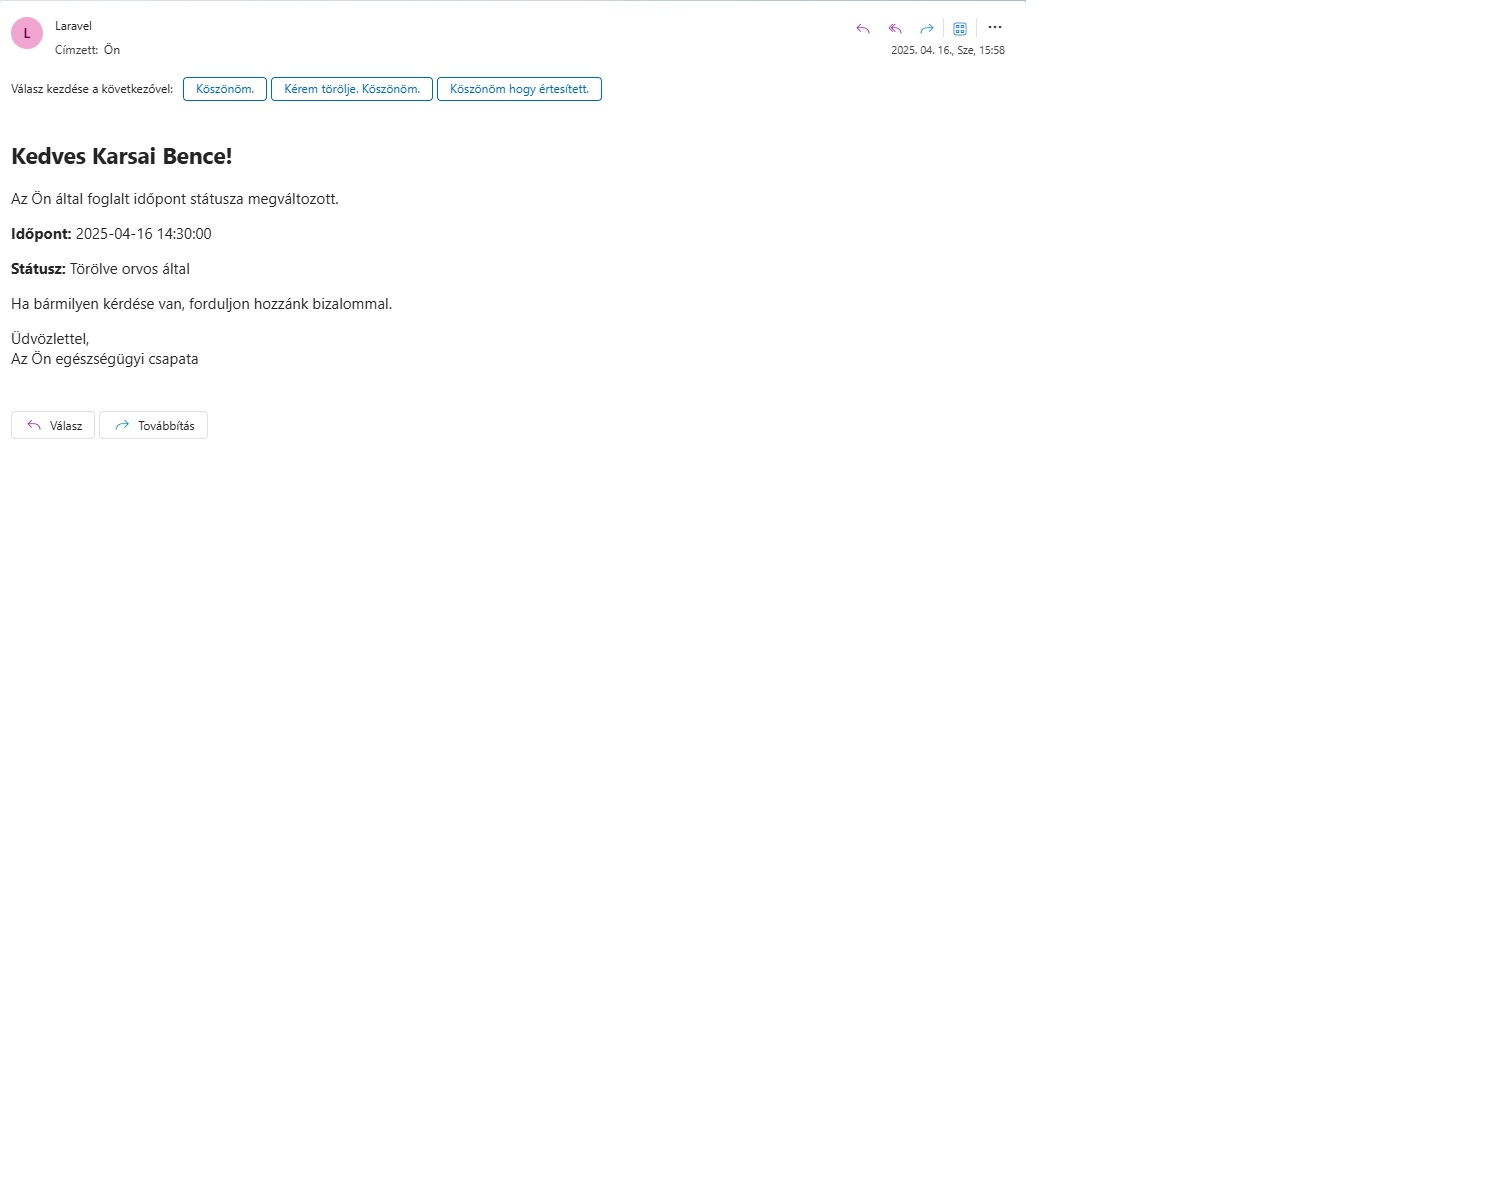 L
Laravel
Címzett: Ön
2025. 04. 16., Sze, 15:58
Válasz kezdése a következővel: Köszönöm. Kérem törölje. Köszönöm. Köszönöm hogy értesített.
Kedves Karsai Bence!
Az Ön által foglalt időpont státusza megváltozott.
Időpont: 2025-04-16 14:30:00
Státusz: Törölve orvos által
Ha bármilyen kérdése van, forduljon hozzánk bizalommal.
Üdvözlettel,
Az Ön egészségügyi csapata
Válasz Továbbítás